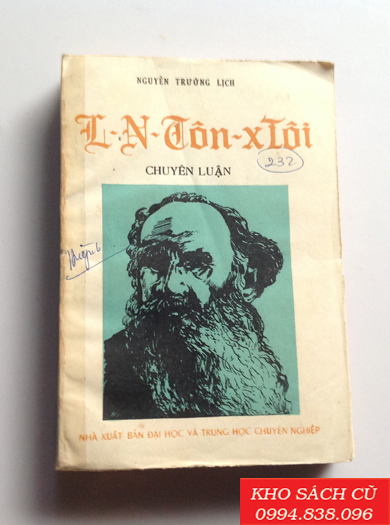 NGUYỄN TRƯỜNG LỊCH
L-N-Tôn-xTôi
232
CHUYÊN LUẬN
NHÀ XUẤT BẢN ĐẠI HỌC VÀ TRUNG HỌC CHUYÊN NGHIỆP
KHO SÁCH CŨ
0994.838.096